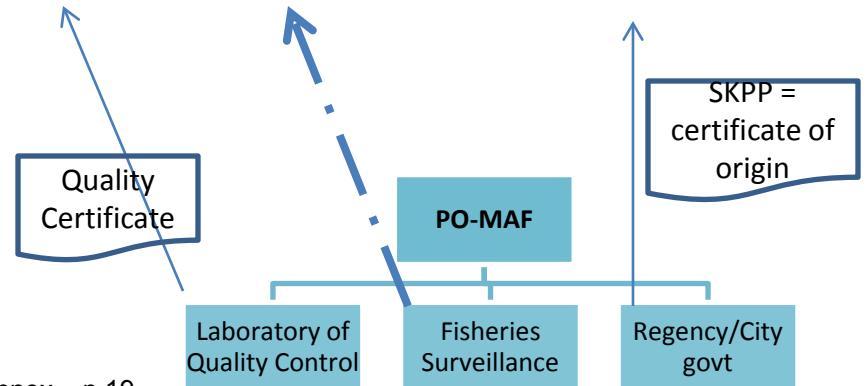 SKPP =
certificate of
origin
Quality
Certificate
PO-MAF
Laboratory of
Quality Control
Fisheries
Surveillance
Regency/City
govt